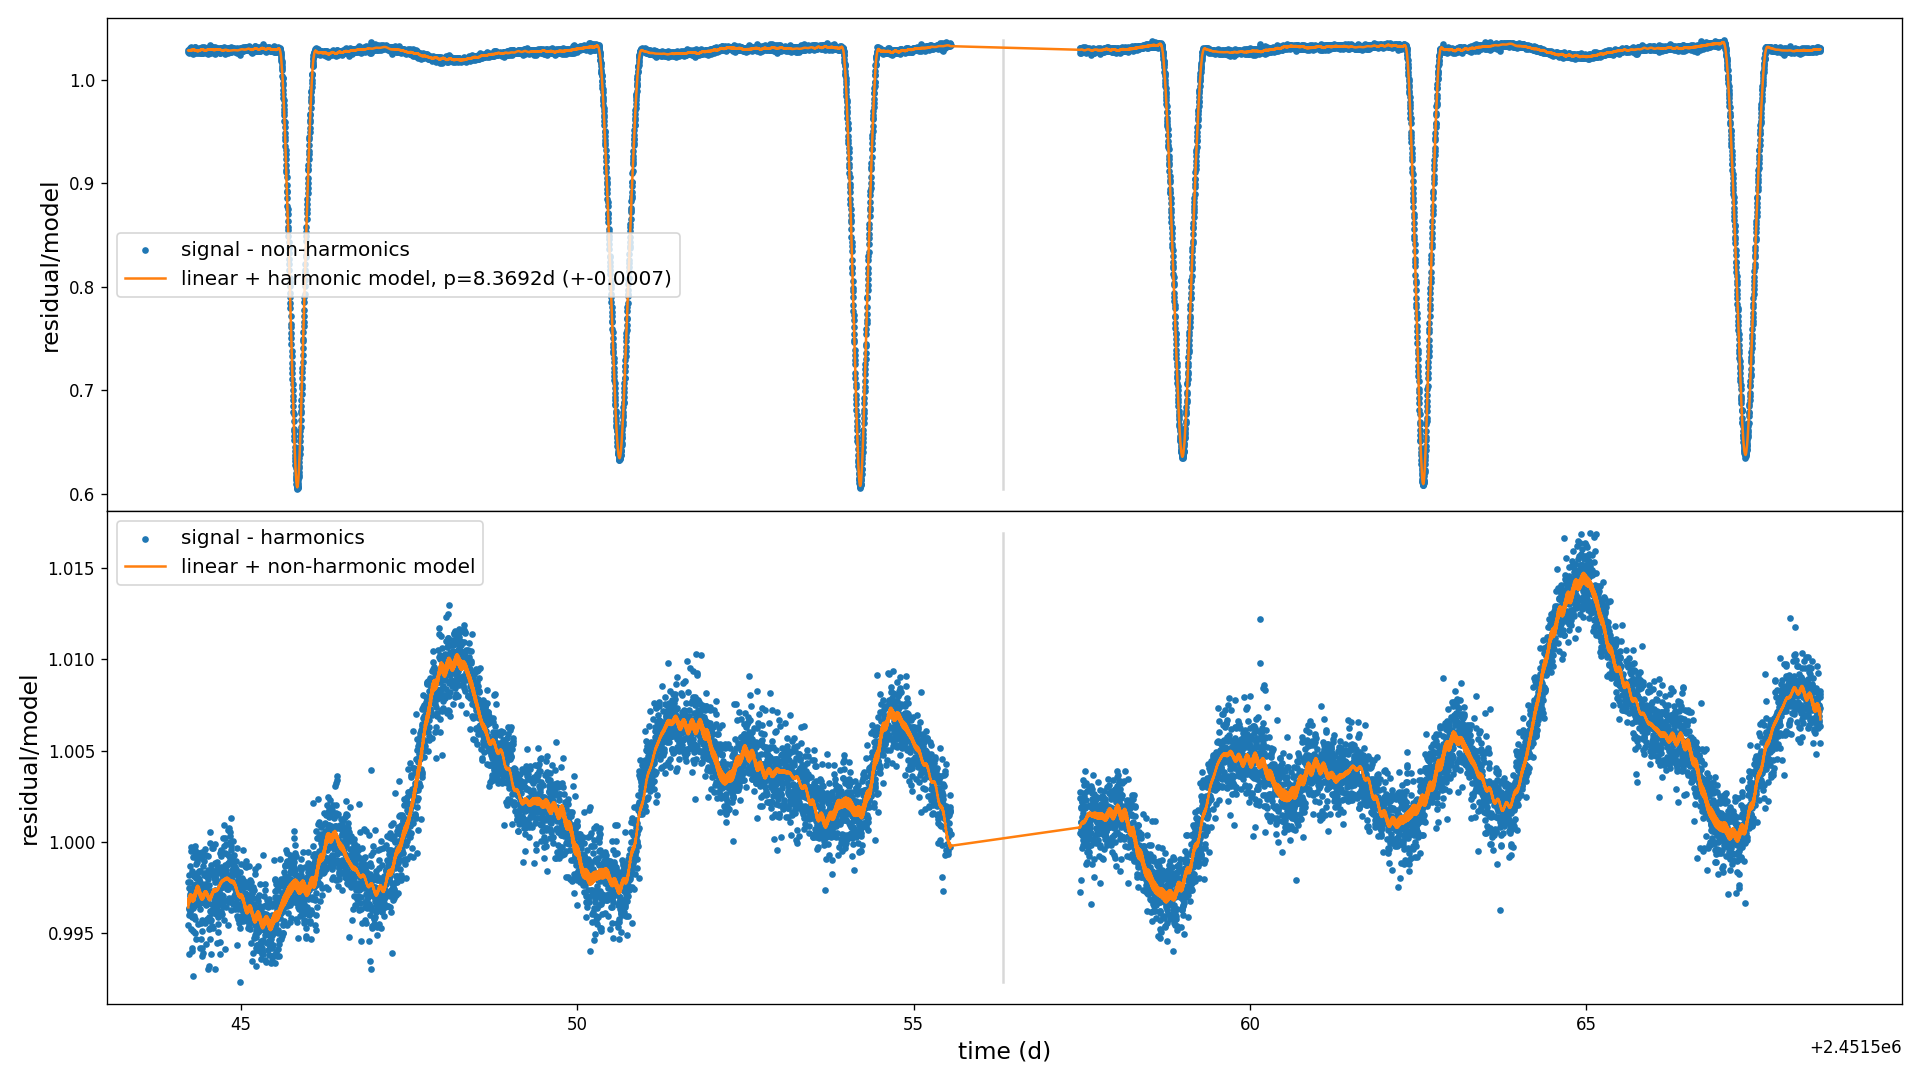 1.0
0.9
0.8
0.7
0.6
residual/model
signal - non-harmonics
linear + harmonic model, p=8.3692d (+-0.0007)
signal - harmonics
linear + non-harmonic model
1.015
1.010
1.005
1.000
0.995
residual/model
45 50 55 60 65
time (d)
+2.4515e6